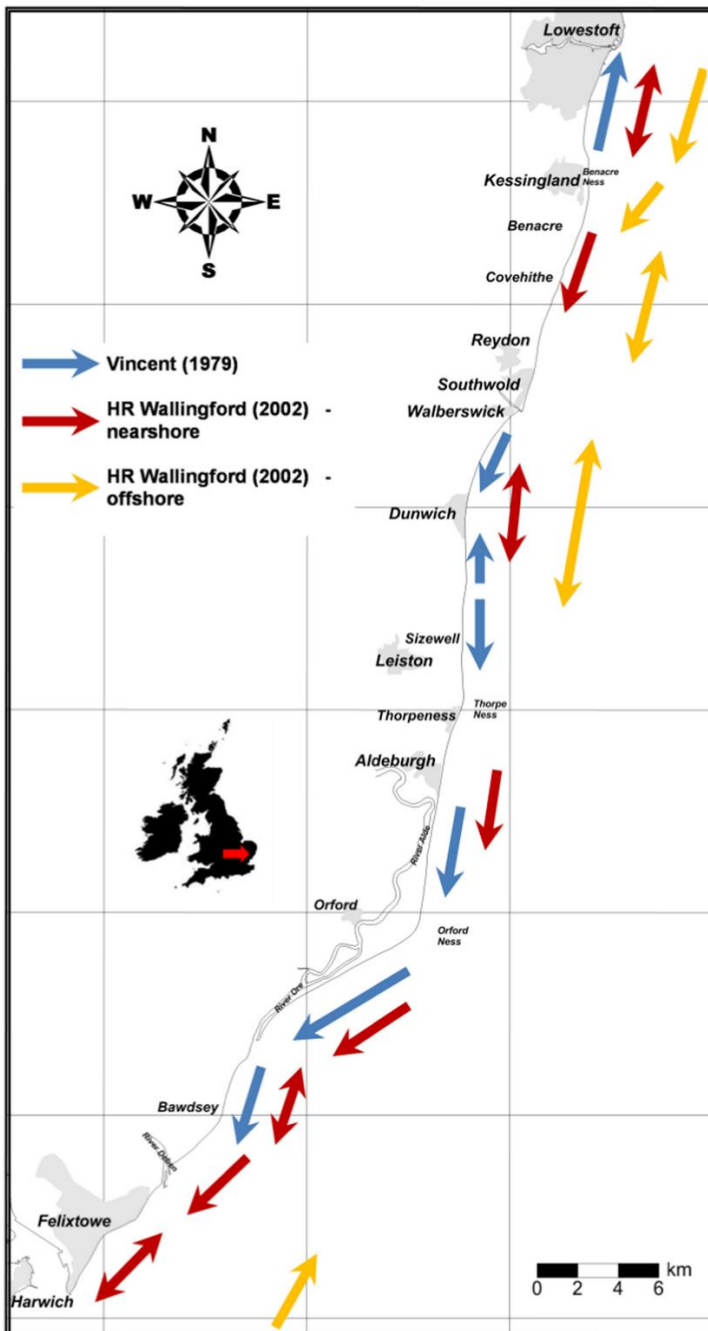 Lowestoft
N
W
E
S
Kessingland
Benacre
Ness
Benacre
Covehithe
Reydon
Southwold
Walberswick
Vincent (1979)
HR Wallingford (2002) -
nearshore
HR Wallingford (2002) -
offshore
Dunwich
Sizewell
Leiston
Thorpeness
Thorpe
Ness
Aldeburgh
River Alde
Orford
Orford
Ness
River Ore
Bawdsey
River Deben
Felixtowe
Harwich
km
0 2 4 6